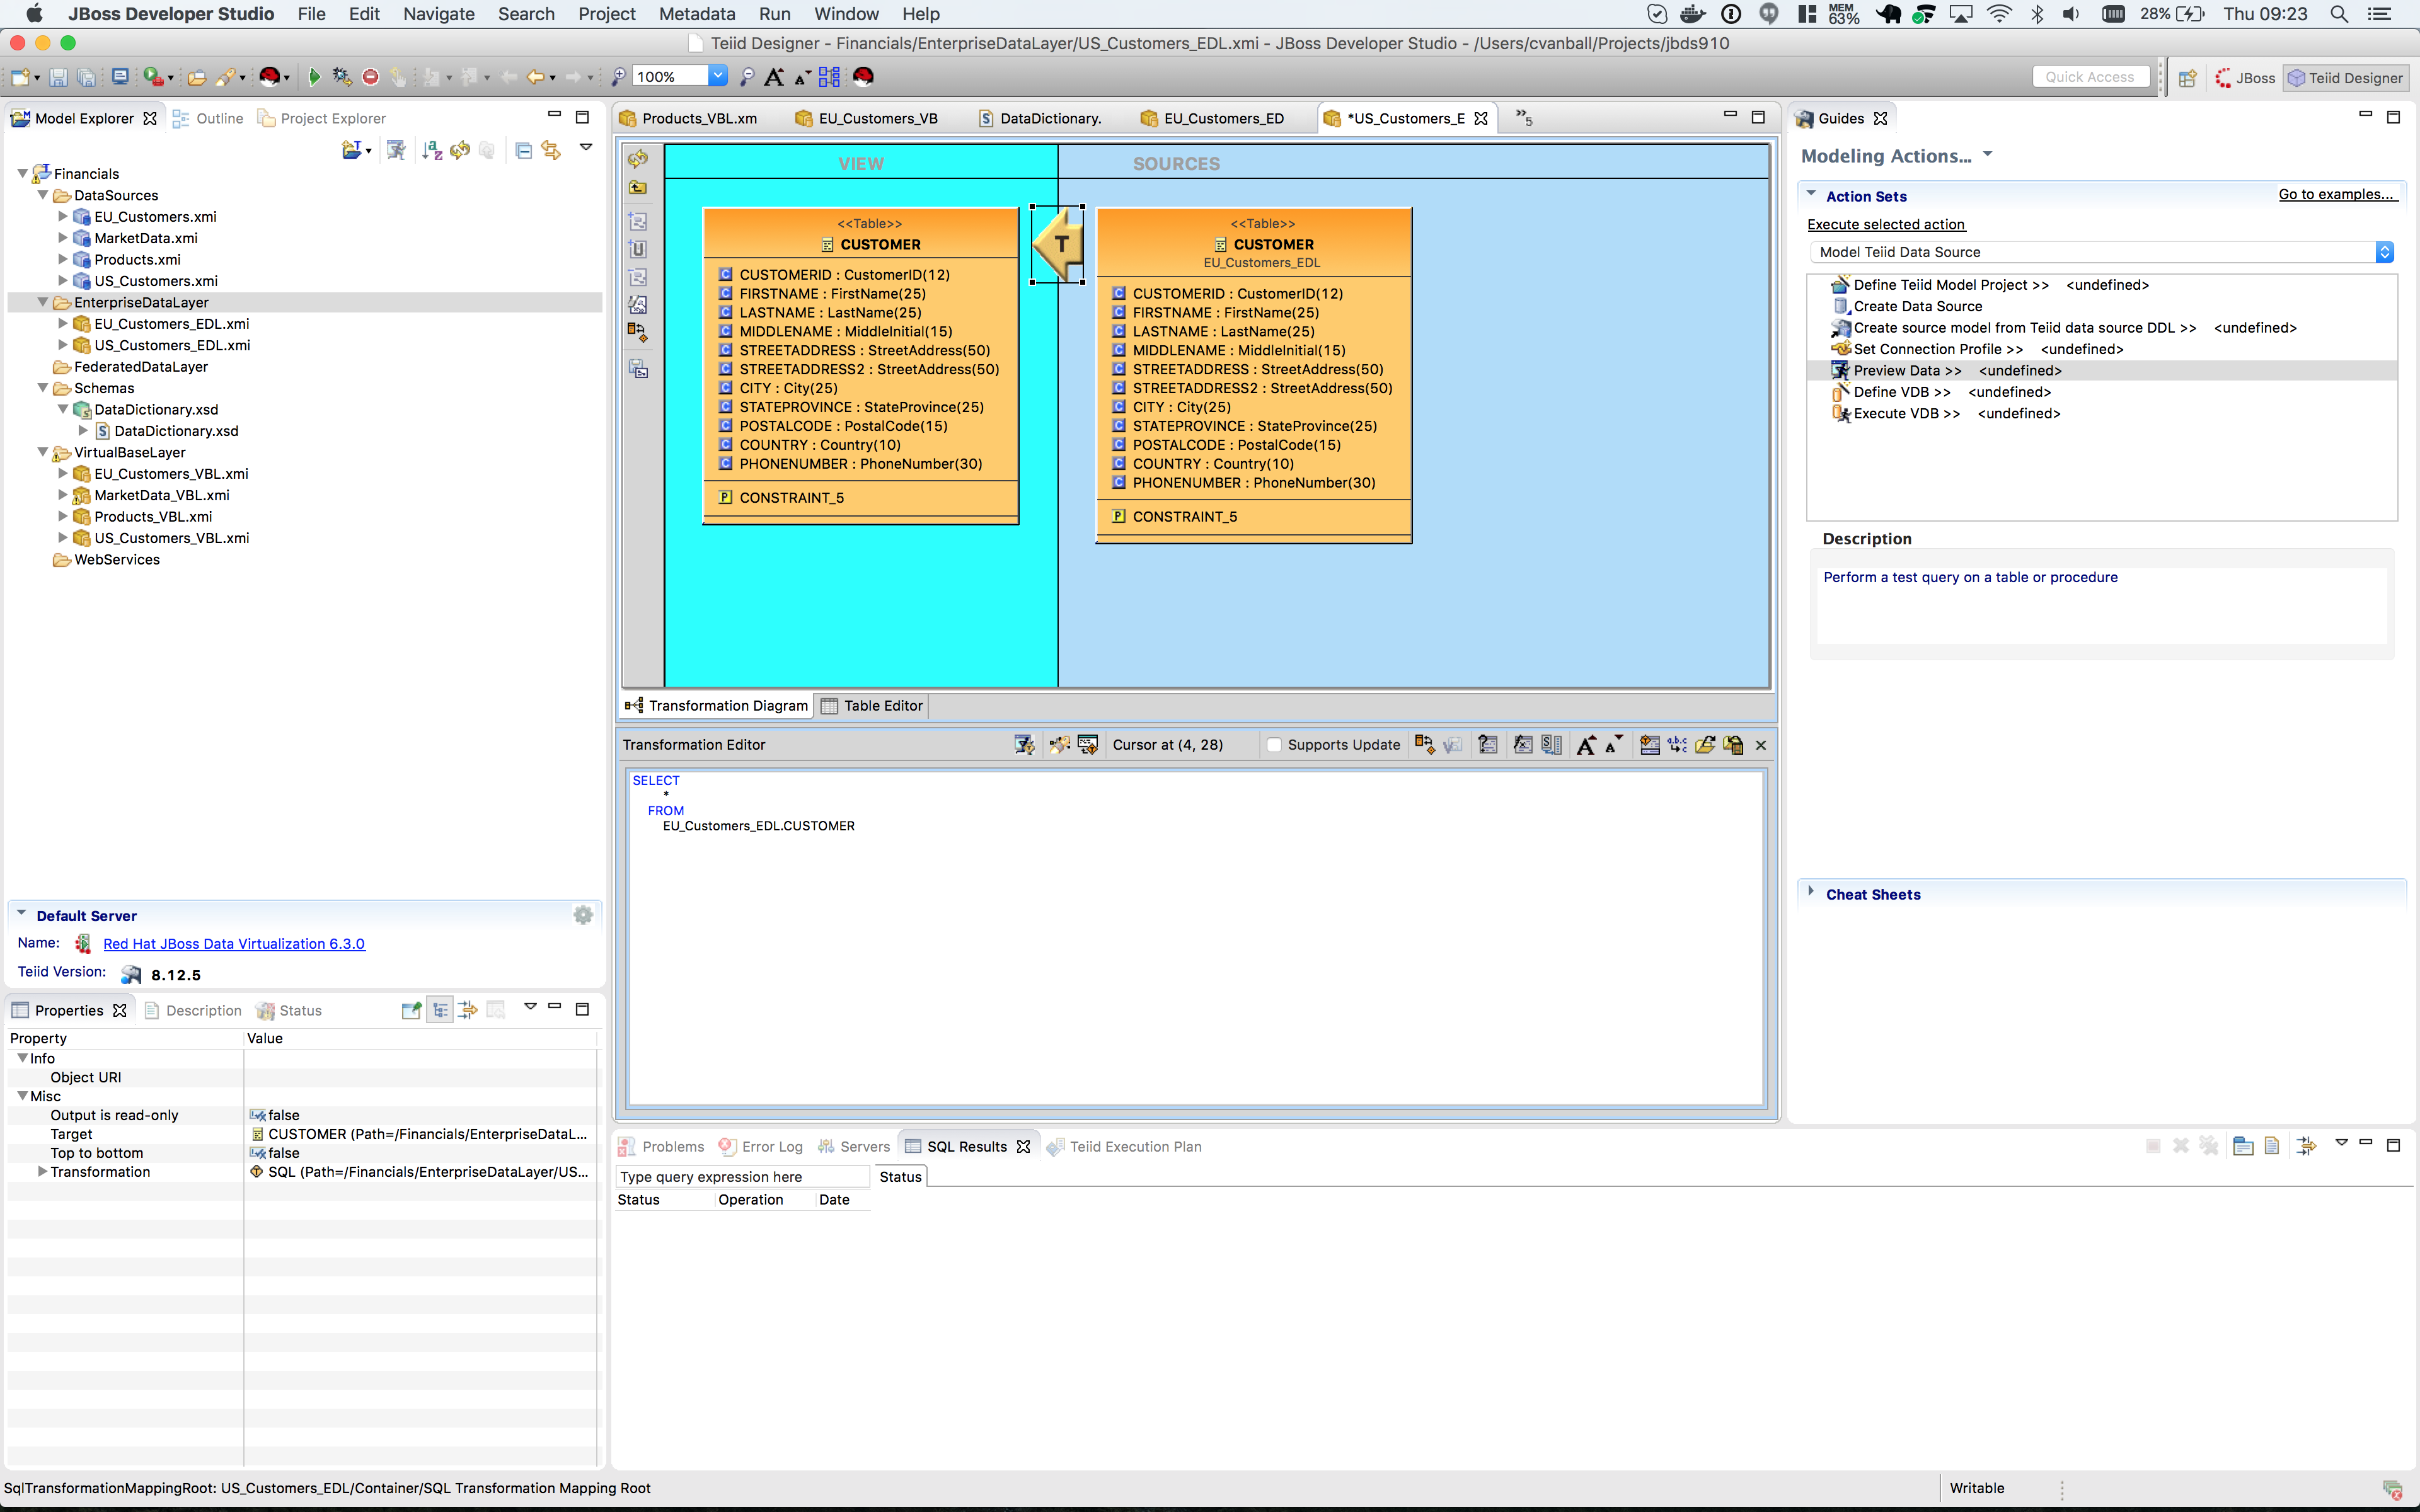 JBoss Developer Studio File Edit Navigate Search Project Metadata Run Window Help MEM 63% 28% Thu 09:23
Teiid Designer - Financials/EnterpriseDataLayer/US_Customers_EDL.xmi - JBoss Developer Studio - /Users/cvanball/Projects/jbds910
100% Quick Access JBoss Teiid Designer
Model Explorer Outline Project Explorer
Financials
DataSources
EU_Customers.xmi
MarketData.xmi
Products.xmi
US_Customers.xmi
EnterpriseDataLayer
EU_Customers_EDL.xmi
US_Customers_EDL.xmi
FederatedDataLayer
Schemas
DataDictionary.xsd
DataDictionary.xsd
VirtualBaseLayer
EU_Customers_VBL.xmi
MarketData_VBL.xmi
Products_VBL.xmi
US_Customers_VBL.xmi
WebServices
Default Server
Name: Red Hat JBoss Data Virtualization 6.3.0
Teiid Version: 8.12.5
Properties Description Status
Property Value
Info
Object URI
Misc
Output is read-only false
Target CUSTOMER (Path=/Financials/EnterpriseDataL...
Top to bottom false
Transformation SQL (Path=/Financials/EnterpriseDataLayer/US...
Products_VBL.xm EU_Customers_VB DataDictionary. EU_Customers_ED *US_Customers_E »5
VIEW SOURCES
<<Table>>
CUSTOMER
CUSTOMERID : CustomerID(12)
FIRSTNAME : FirstName(25)
LASTNAME : LastName(25)
MIDDLENAME : MiddleInitial(15)
STREETADDRESS : StreetAddress(50)
STREETADDRESS2 : StreetAddress(50)
CITY : City(25)
STATEPROVINCE : StateProvince(25)
POSTALCODE : PostalCode(15)
COUNTRY : Country(10)
PHONENUMBER : PhoneNumber(30)
CONSTRAINT_5
T
<<Table>>
CUSTOMER
EU_Customers_EDL
CUSTOMERID : CustomerID(12)
FIRSTNAME : FirstName(25)
LASTNAME : LastName(25)
MIDDLENAME : MiddleInitial(15)
STREETADDRESS : StreetAddress(50)
STREETADDRESS2 : StreetAddress(50)
CITY : City(25)
STATEPROVINCE : StateProvince(25)
POSTALCODE : PostalCode(15)
COUNTRY : Country(10)
PHONENUMBER : PhoneNumber(30)
CONSTRAINT_5
Transformation Diagram Table Editor
Transformation Editor Cursor at (4, 28) Supports Update
SELECT
*
FROM
EU_Customers_EDL.CUSTOMER
Problems Error Log Servers SQL Results Teiid Execution Plan
Type query expression here Status
Status Operation Date
Guides
Modeling Actions...
Action Sets Go to examples...
Execute selected action
Model Teiid Data Source
Define Teiid Model Project >> <undefined>
Create Data Source
Create source model from Teiid data source DDL >> <undefined>
Set Connection Profile >> <undefined>
Preview Data >> <undefined>
Define VDB >> <undefined>
Execute VDB >> <undefined>
Description
Perform a test query on a table or procedure
Cheat Sheets
SqlTransformationMappingRoot: US_Customers_EDL/Container/SQL Transformation Mapping Root Writable